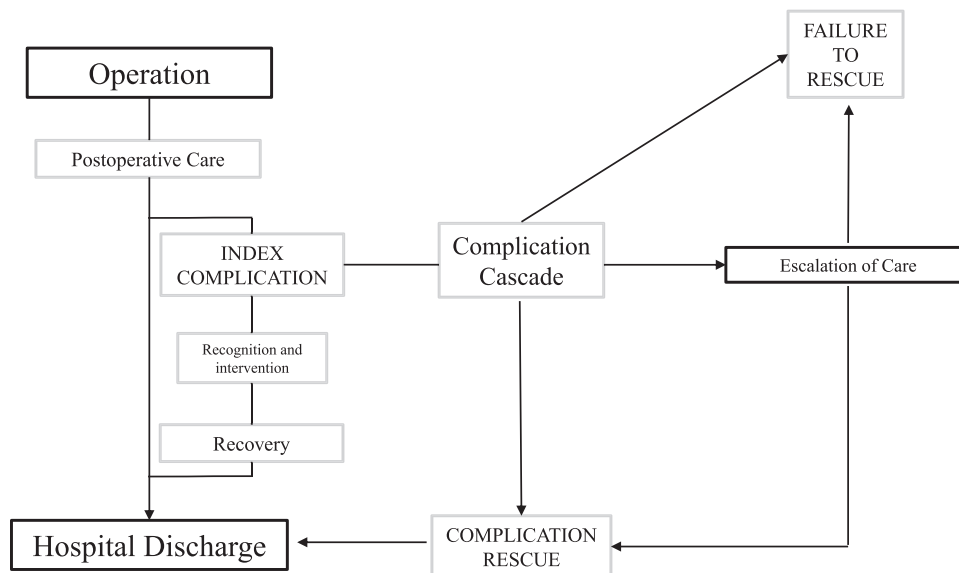 FAILURE
TO
RESCUE
Operation
Postoperative Care
INDEX
COMPLICATION
Complication
Cascade
Escalation of Care
Recognition and
intervention
Recovery
Hospital Discharge
COMPLICATION
RESCUE